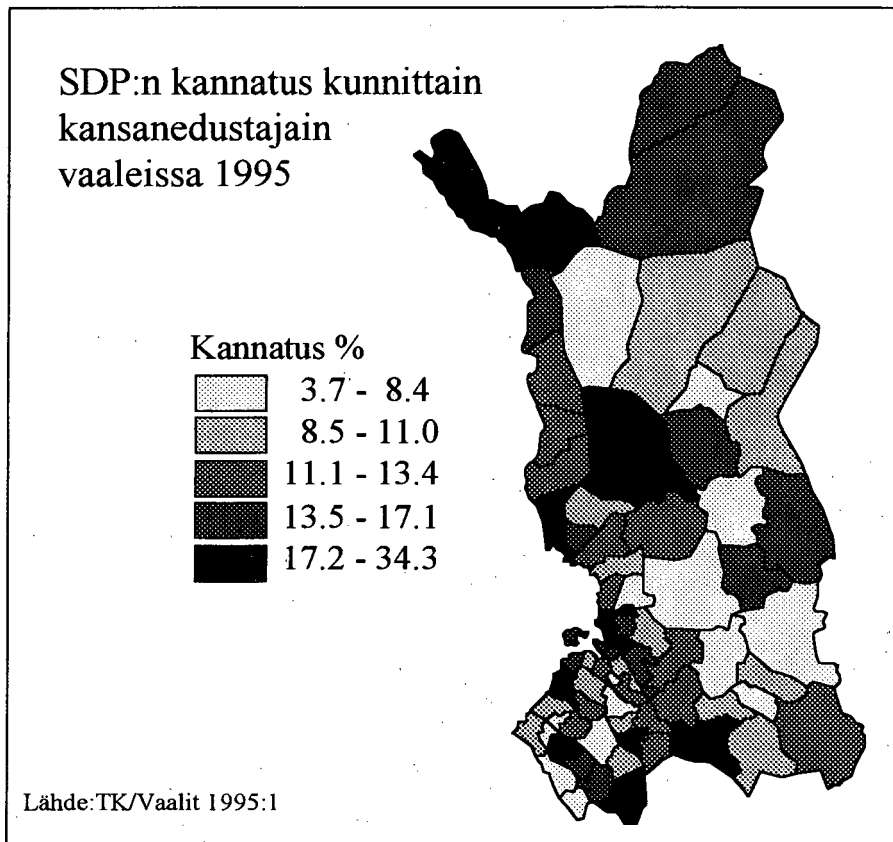 SDP:n kannatus kunnittain
kansanedustajain
vaaleissa 1995
Kannatus %
3.7 - 8.4
8.5 - 11.0
11.1 - 13.4
13.5 - 17.1
17.2 - 34.3
Lähde:TK/Vaalit 1995:1